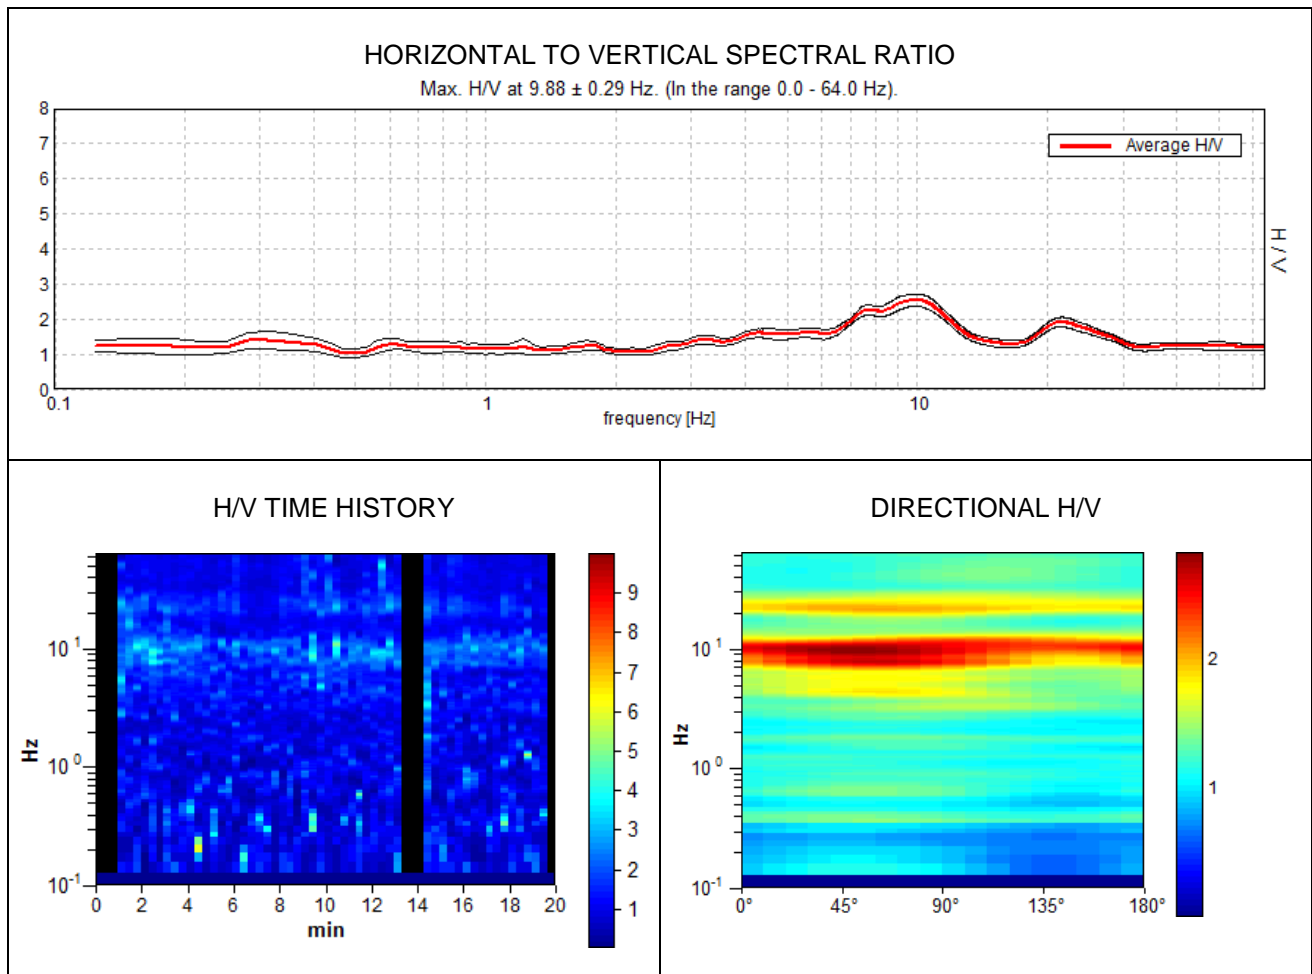 HORIZONTAL TO VERTICAL SPECTRAL RATIO
Max. H/V at 9.88 ± 0.29 Hz. (In the range 0.0 - 64.0 Hz).
8
7
6
5
4
3
2
1
0
Average H/V
H / V
0.1 1 10
frequency [Hz]
H/V TIME HISTORY
10¹
10⁰
10⁻¹
Hz
0 2 4 6 8 10 12 14 16 18 20
min
9
8
7
6
5
4
3
2
1
DIRECTIONAL H/V
10¹
10⁰
10⁻¹
Hz
0° 45° 90° 135° 180°
2
1